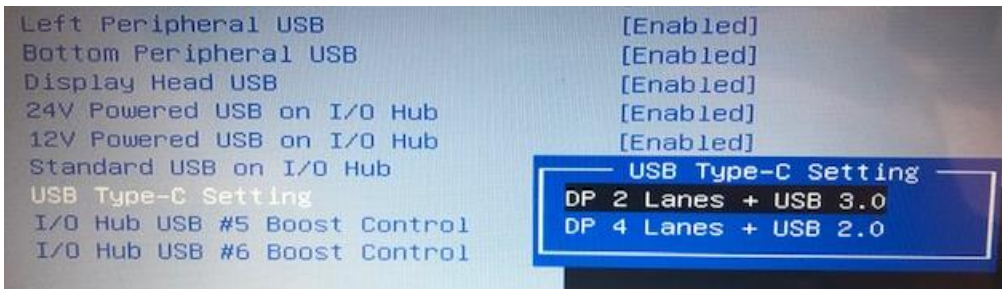 Left Peripheral USB [Enabled]
Bottom Peripheral USB [Enabled]
Display Head USB [Enabled]
24V Powered USB on I/O Hub [Enabled]
12V Powered USB on I/O Hub [Enabled]
Standard USB on I/O Hub
USB Type-C Setting
I/O Hub USB #5 Boost Control
I/O Hub USB #6 Boost Control
USB Type-C Setting
DP 2 Lanes + USB 3.0
DP 4 Lanes + USB 2.0